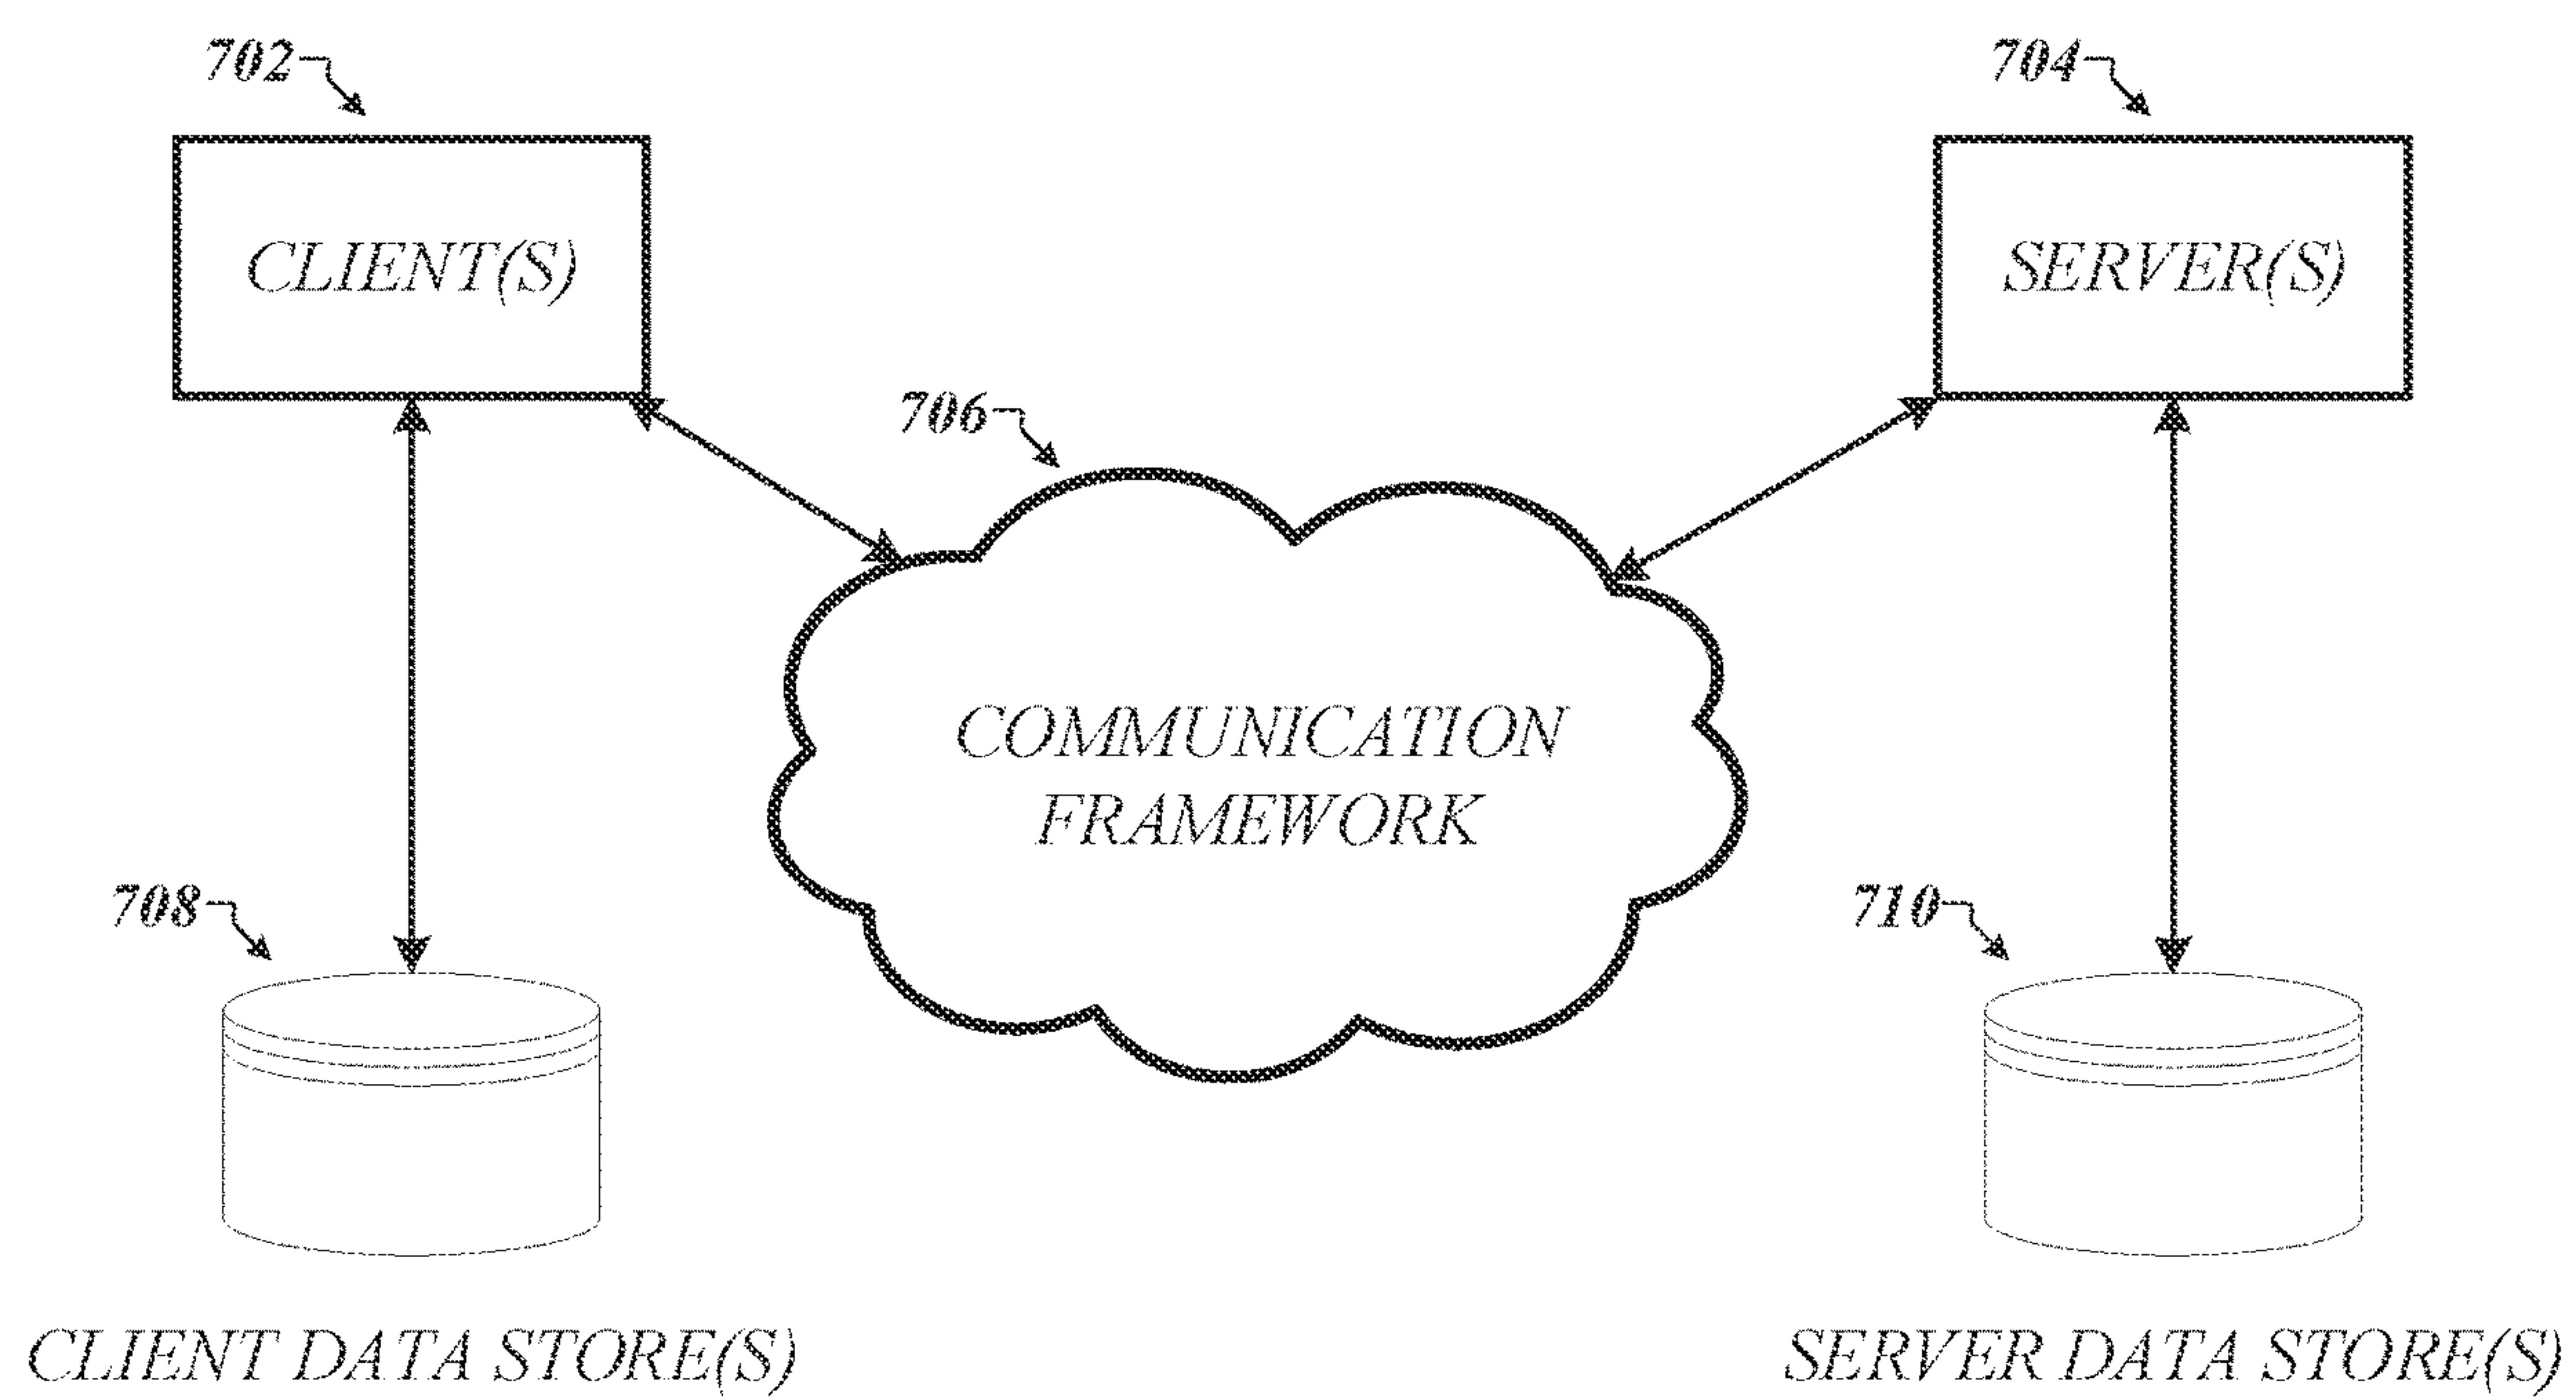 702
704
CLIENT(S)
SERVER(S)
706
COMMUNICATION
FRAMEWORK
708
710
CLIENT DATA STORE(S)
SERVER DATA STORE(S)